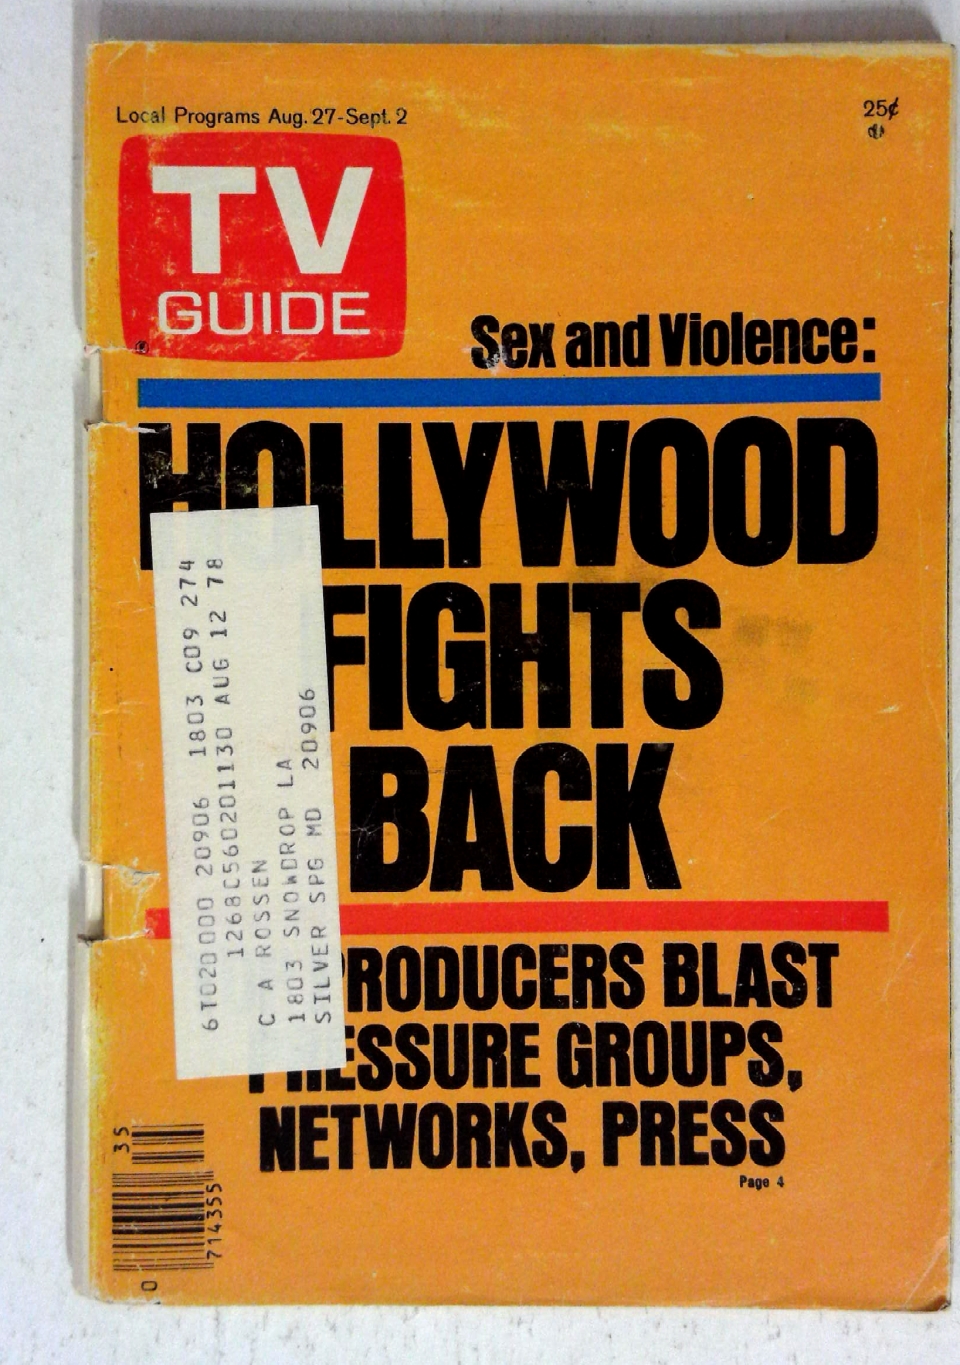 Local Programs Aug. 27-Sept. 2
25¢
TV
GUIDE
®
Sex and Violence:
HOLLYWOOD
FIGHTS
BACK
PRODUCERS BLAST
PRESSURE GROUPS,
NETWORKS, PRESS
Page 4
6T020000 20906 1803 C09 274
1268C560201130 AUG 12 78
C A ROSSEN
1803 SNOWDROP LA
SILVER SPG MD 20906
35
714355
0